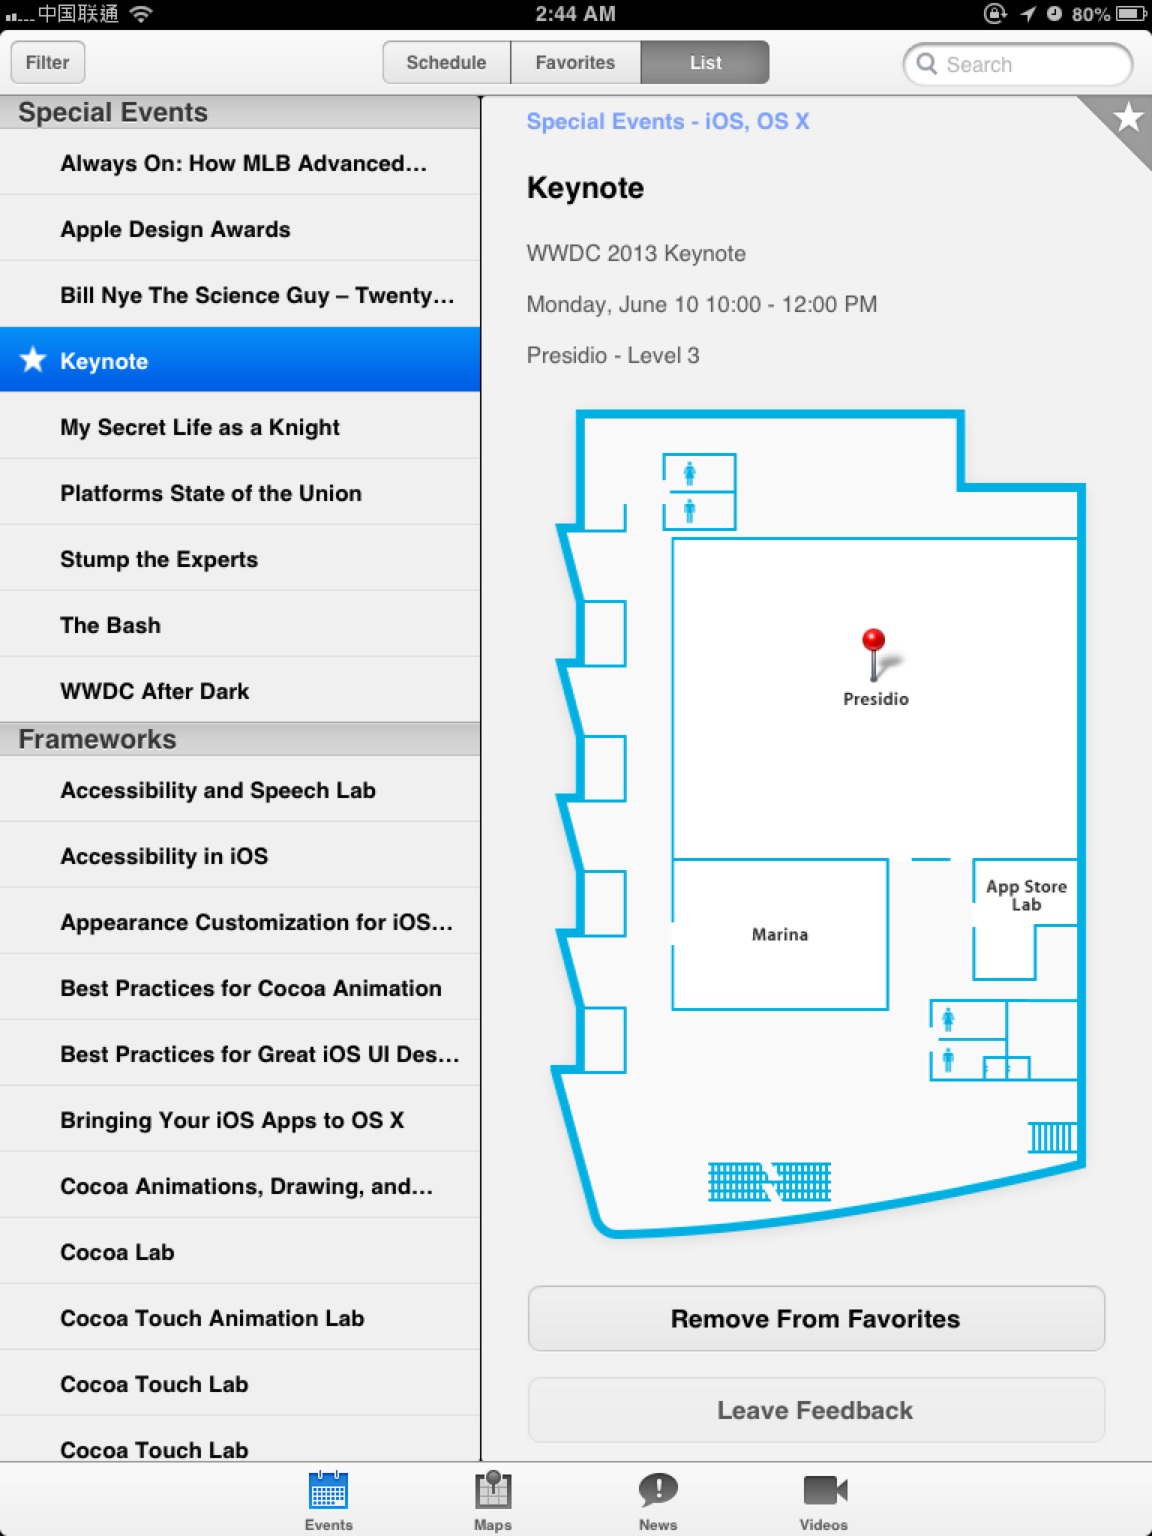 中国联通
2:44 AM
80%
Filter
Schedule
Favorites
List
Search
Special Events
Always On: How MLB Advanced...
Apple Design Awards
Bill Nye The Science Guy – Twenty...
Keynote
My Secret Life as a Knight
Platforms State of the Union
Stump the Experts
The Bash
WWDC After Dark
Frameworks
Accessibility and Speech Lab
Accessibility in iOS
Appearance Customization for iOS...
Best Practices for Cocoa Animation
Best Practices for Great iOS UI Des...
Bringing Your iOS Apps to OS X
Cocoa Animations, Drawing, and...
Cocoa Lab
Cocoa Touch Animation Lab
Cocoa Touch Lab
Cocoa Touch Lab
Special Events - iOS, OS X
Keynote
WWDC 2013 Keynote
Monday, June 10 10:00 - 12:00 PM
Presidio - Level 3
Presidio
Marina
App Store
Lab
Remove From Favorites
Leave Feedback
Events
Maps
News
Videos